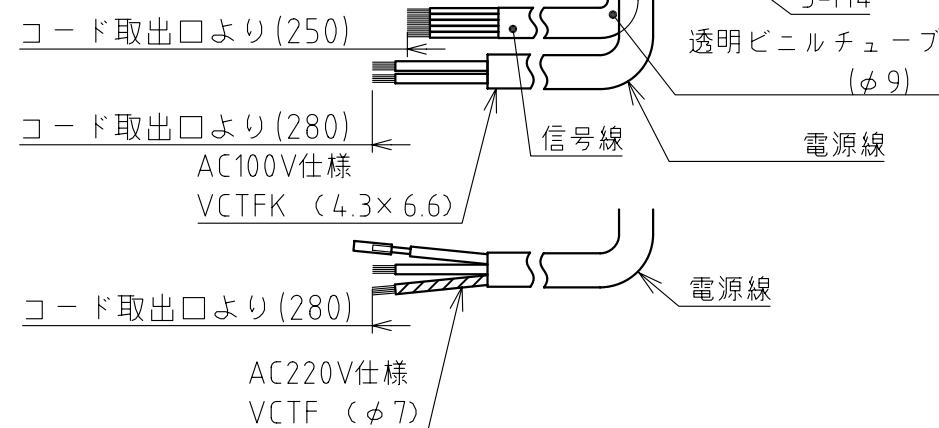 コード取出口より(250)
透明ビニルチューブ
(φ9)
コード取出口より(280)
信号線
電源線
AC100V仕様
VCTFK (4.3×6.6)
電源線
コード取出口より(280)
AC220V仕様
VCTF (φ7)